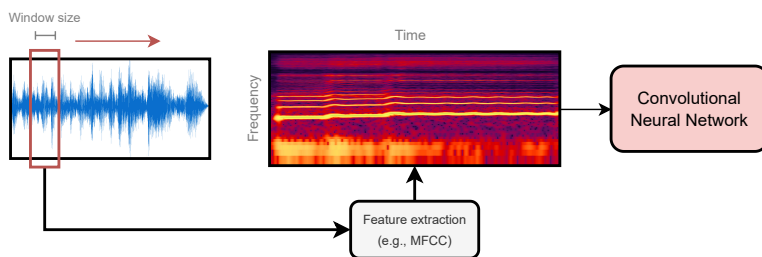 Window size
Time
Frequency
Convolutional
Neural Network
Feature extraction
(e.g., MFCC)